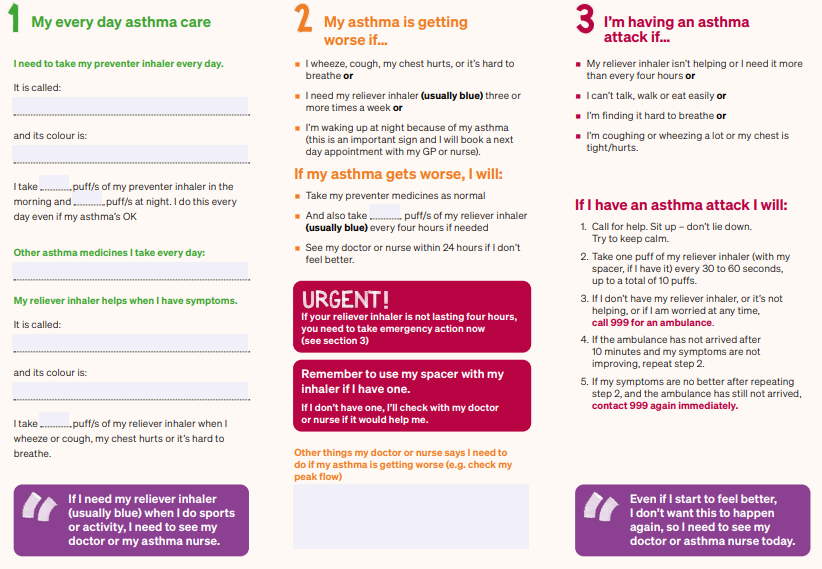 1 My every day asthma care
I need to take my preventer inhaler every day.
It is called:
and its colour is:
I take ........ puff/s of my preventer inhaler in the
morning and ........ puff/s at night. I do this every
day even if my asthma's OK
Other asthma medicines I take every day:
My reliever inhaler helps when I have symptoms.
It is called:
and its colour is:
I take ........ puff/s of my reliever inhaler when I
wheeze or cough, my chest hurts or it's hard to
breathe.
If I need my reliever inhaler
(usually blue) when I do sports
or activity, I need to see my
doctor or my asthma nurse.
2 My asthma is getting
worse if...
I wheeze, cough, my chest hurts, or it's hard to
breathe or
I need my reliever inhaler (usually blue) three or
more times a week or
I'm waking up at night because of my asthma
(this is an important sign and I will book a next
day appointment with my GP or nurse).
If my asthma gets worse, I will:
Take my preventer medicines as normal
And also take ........ puff/s of my reliever inhaler
(usually blue) every four hours if needed
See my doctor or nurse within 24 hours if I don't
feel better.
URGENT!
If your reliever inhaler is not lasting four hours,
you need to take emergency action now
(see section 3)
Remember to use my spacer with my
inhaler if I have one.
If I don't have one, I'll check with my doctor
or nurse if it would help me.
Other things my doctor or nurse says I need to
do if my asthma is getting worse (e.g. check my
peak flow)
3 I'm having an asthma
attack if...
My reliever inhaler isn't helping or I need it more
than every four hours or
I can't talk, walk or eat easily or
I'm finding it hard to breathe or
I'm coughing or wheezing a lot or my chest is
tight/hurts.
If I have an asthma attack I will:
1. Call for help. Sit up – don't lie down.
Try to keep calm.
2. Take one puff of my reliever inhaler (with my
spacer, if I have it) every 30 to 60 seconds,
up to a total of 10 puffs.
3. If I don't have my reliever inhaler, or it's not
helping, or if I am worried at any time,
call 999 for an ambulance.
4. If the ambulance has not arrived after
10 minutes and my symptoms are not
improving, repeat step 2.
5. If my symptoms are no better after repeating
step 2, and the ambulance has still not arrived,
contact 999 again immediately.
Even if I start to feel better,
I don't want this to happen
again, so I need to see my
doctor or asthma nurse today.